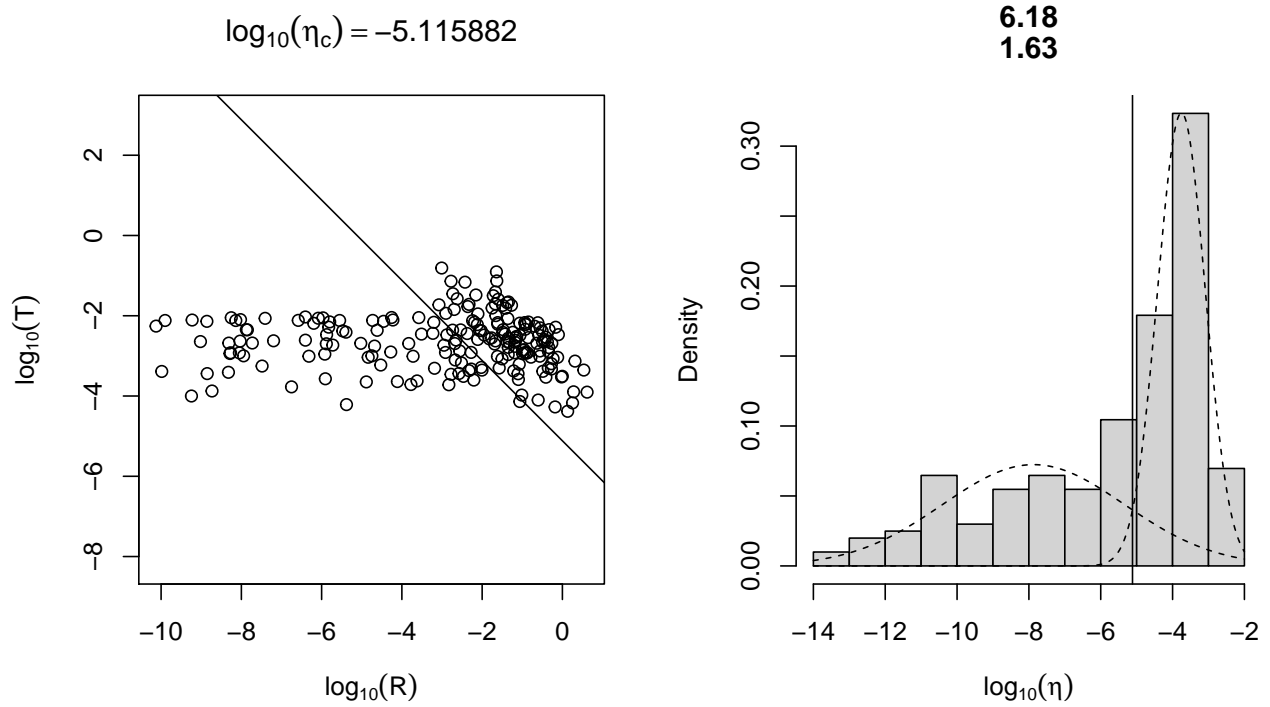 log₁₀(η_c) = −5.115882
2
0
−2
−4
−6
−8
log₁₀(T)
−10 −8 −6 −4 −2 0
log₁₀(R)
6.18
1.63
0.30
0.20
0.10
0.00
Density
−14 −12 −10 −8 −6 −4 −2
log₁₀(η)